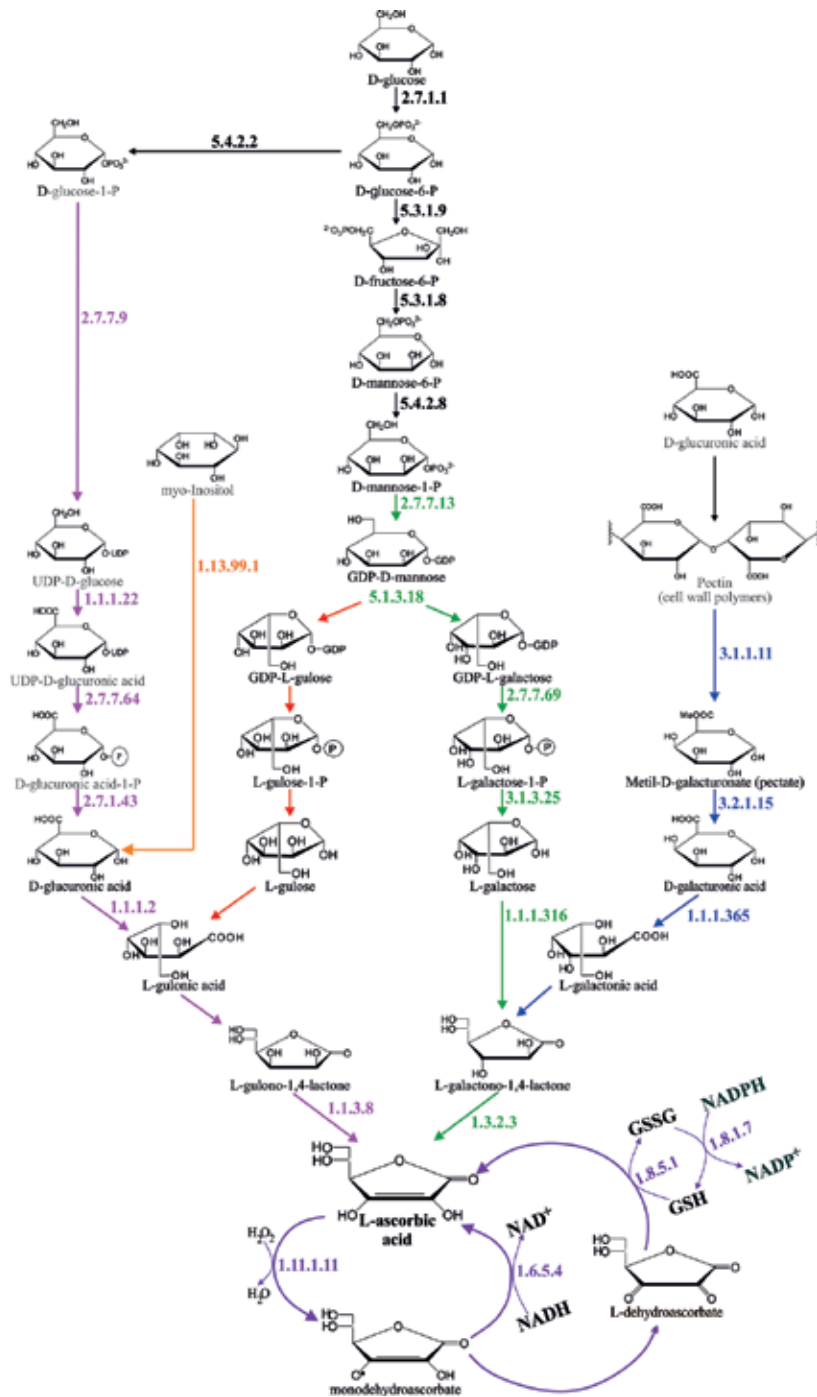 D-glucose
2.7.1.1
5.4.2.2
D-glucose-1-P
D-glucose-6-P
5.3.1.9
D-fructose-6-P
5.3.1.8
2.7.7.9
D-mannose-6-P
5.4.2.8
D-glucuronic acid
myo-Inositol
D-mannose-1-P
2.7.7.13
1.13.99.1
UDP-D-glucose
GDP-D-mannose
Pectin
(cell wall polymers)
1.1.1.22
5.1.3.18
3.1.1.11
UDP-D-glucuronic acid
GDP-L-gulose
GDP-L-galactose
2.7.7.64
2.7.7.69
D-glucuronic acid-1-P
L-gulose-1-P
L-galactose-1-P
Metil-D-galacturonate (pectate)
2.7.1.43
3.1.3.25
3.2.1.15
D-glucuronic acid
L-gulose
L-galactose
D-galacturonic acid
1.1.1.2
1.1.1.316
1.1.1.365
L-gulonic acid
L-galactonic acid
L-gulono-1,4-lactone
L-galactono-1,4-lactone
1.1.3.8
1.3.2.3
NADPH
GSSG
1.8.1.7
1.8.5.1
NADP+
GSH
L-ascorbic
acid
H2O2
1.11.1.11
H2O
NAD+
1.6.5.4
NADH
L-dehydroascorbate
monodehydroascorbate